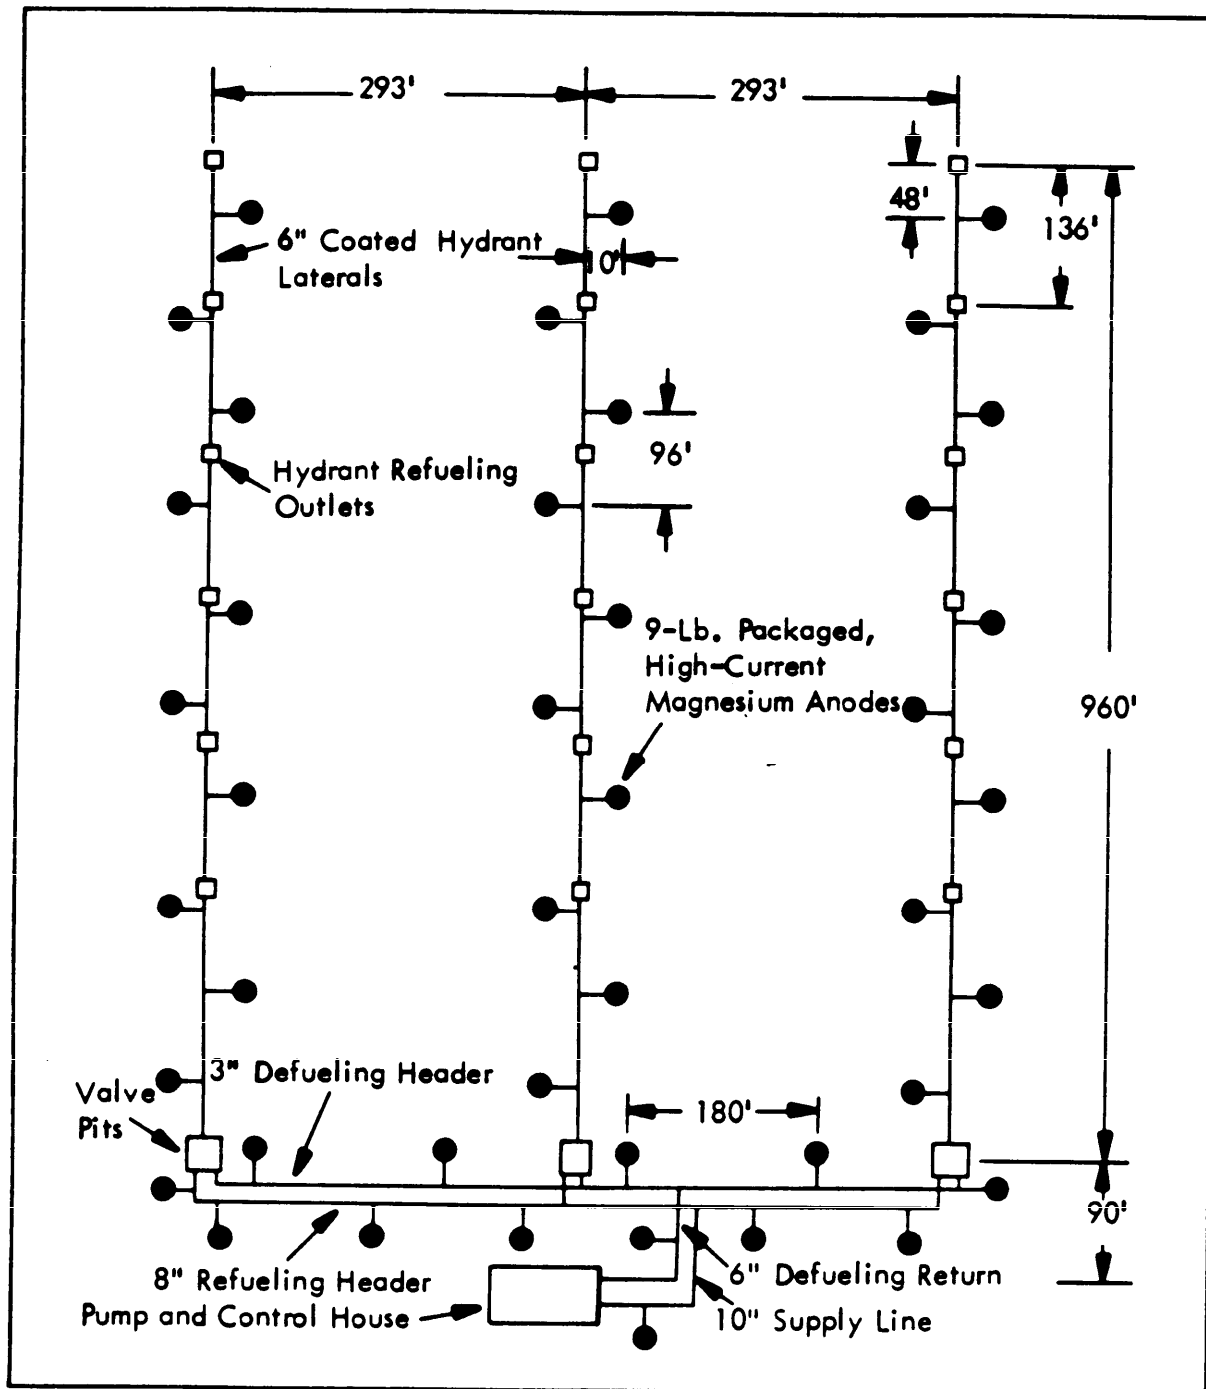 293'
293'
48'
136'
6" Coated Hydrant
Laterals
10'
96'
Hydrant Refueling
Outlets
9-Lb. Packaged,
High-Current
Magnesium Anodes
960'
3" Defueling Header
Valve
Pits
180'
90'
8" Refueling Header
6" Defueling Return
Pump and Control House
10" Supply Line